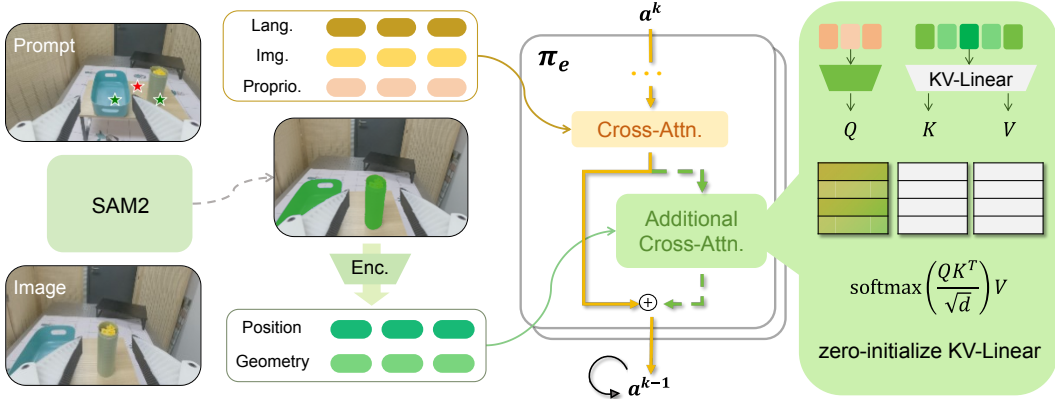 Prompt
SAM2
Image
Lang.
Img.
Proprio.
Enc.
Position
Geometry
π_e
a^k
...
Cross-Attn.
Additional
Cross-Attn.
+
a^{k-1}
KV-Linear
Q K V
softmax(QK^T/√d)V
zero-initialize KV-Linear